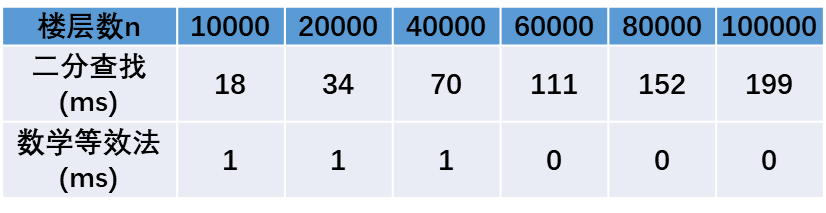 楼层数n 10000 20000 40000 60000 80000 100000
二分查找
(ms) 18 34 70 111 152 199
数学等效法
(ms) 1 1 1 0 0 0